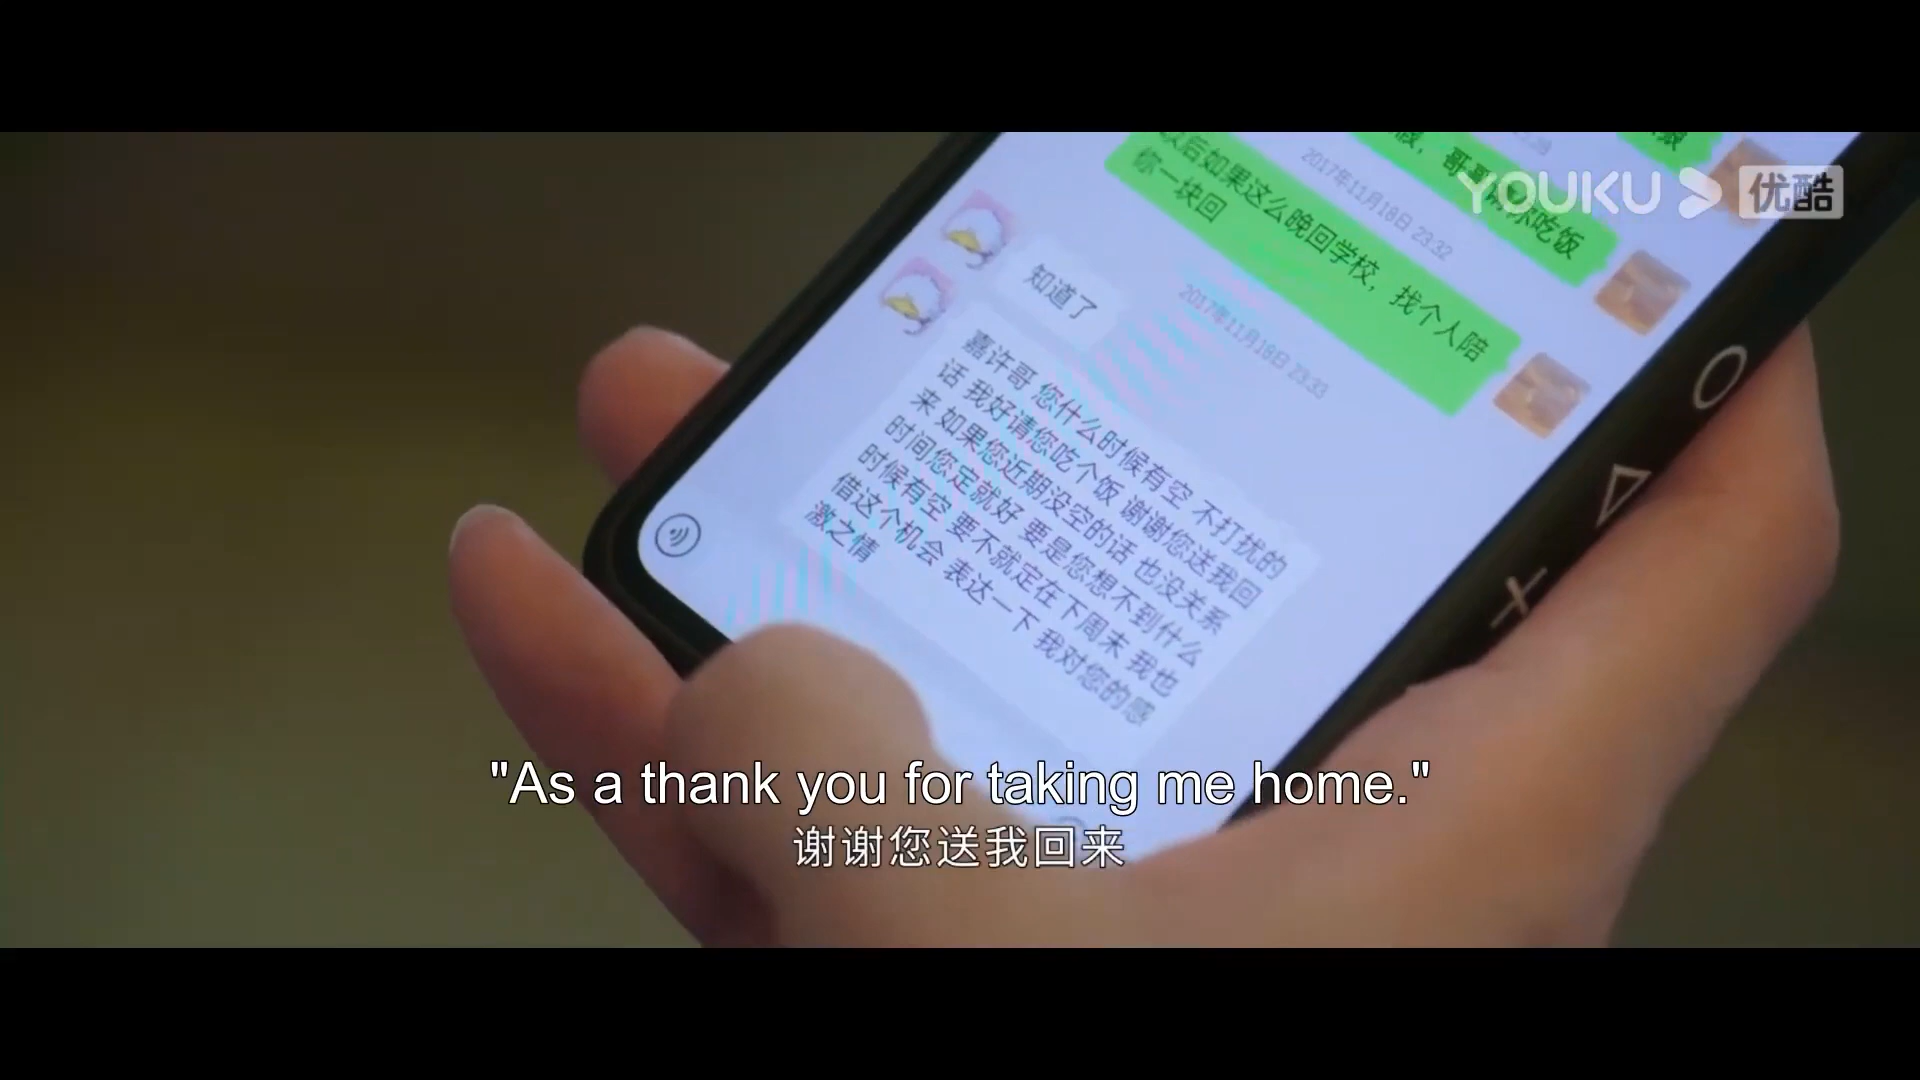 YOUKU 优酷
哥哥请你吃饭
2017年11月18日 23:32
以后如果这么晚回学校，找个人陪
你一块回
知道了
2017年11月18日 23:33
嘉许哥 您什么时候有空 不打扰的
话 我好请您吃个饭 谢谢您送我回
来 如果您近期没空的话 也没关系
时间您定就好 要是您想不到什么
时候有空 要不就定在下周末 我也
借这个机会 表达一下 我对您的感
激之情
"As a thank you for taking me home."
谢谢您送我回来